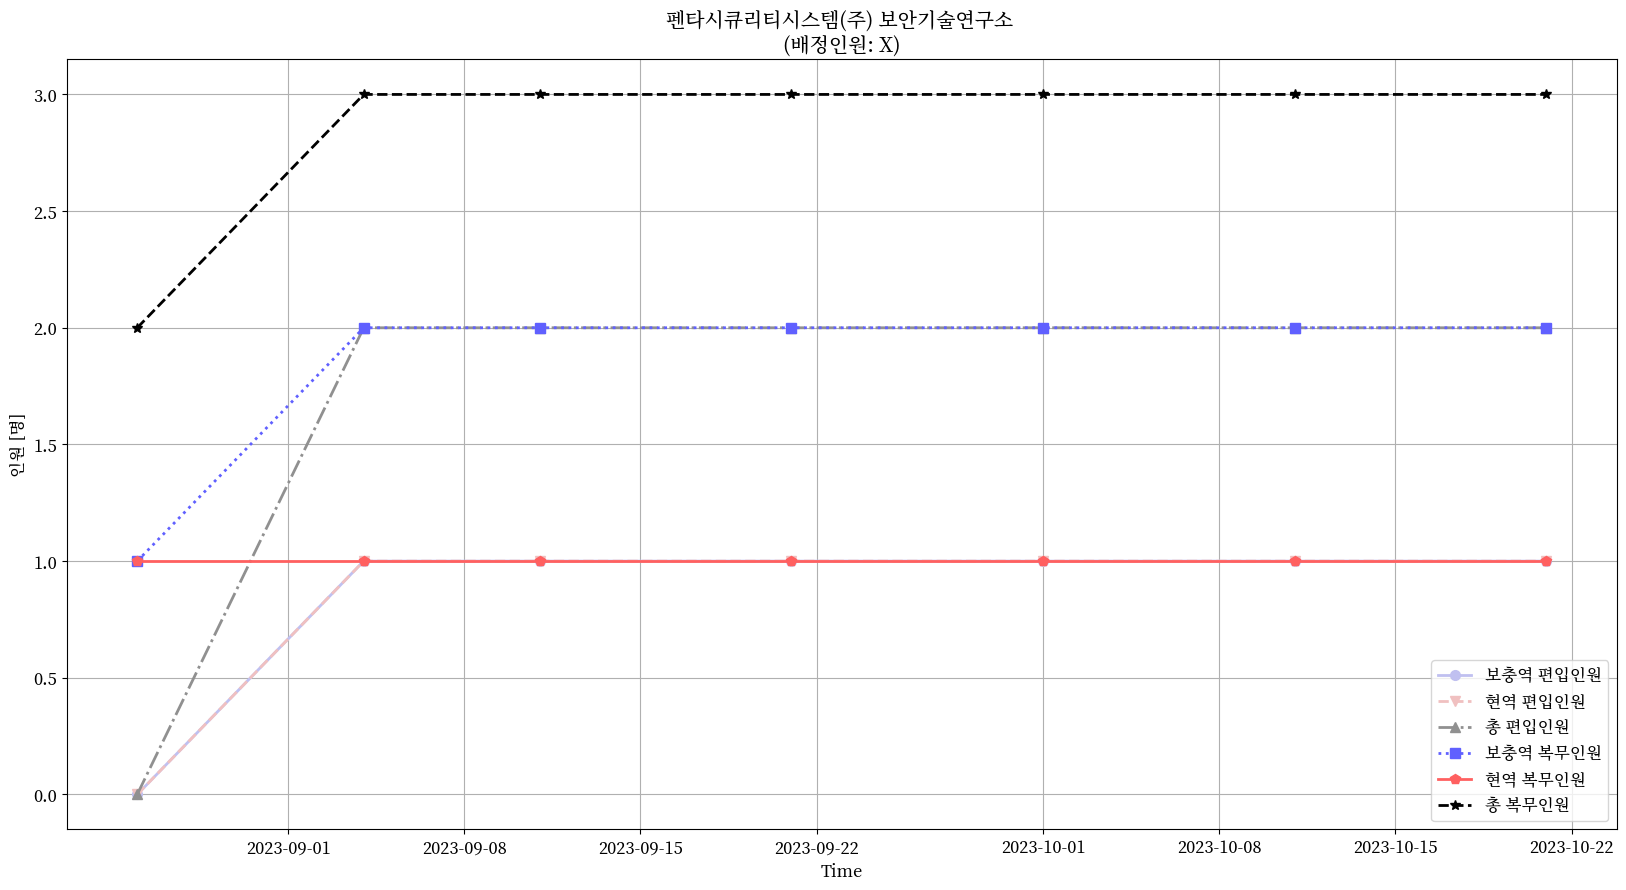 펜타시큐리티시스템(주) 보안기술연구소
(배정인원: X)
3.0
2.5
2.0
1.5
1.0
0.5
0.0
인원 [명]
보충역 편입인원
현역 편입인원
총 편입인원
보충역 복무인원
현역 복무인원
총 복무인원
2023-09-01
2023-09-08
2023-09-15
2023-09-22
2023-10-01
2023-10-08
2023-10-15
2023-10-22
Time